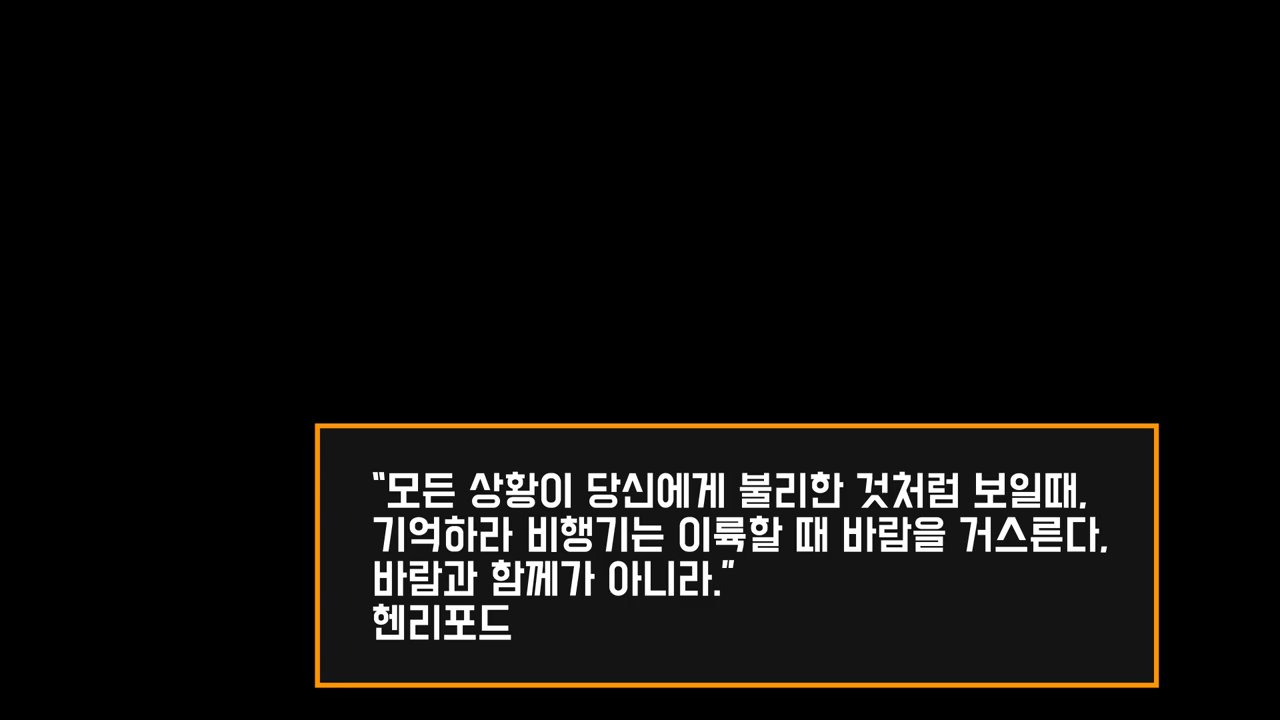 “모든 상황이 당신에게 불리한 것처럼 보일때,
기억하라 비행기는 이륙할 때 바람을 거스른다,
바람과 함께가 아니라.”
헨리포드